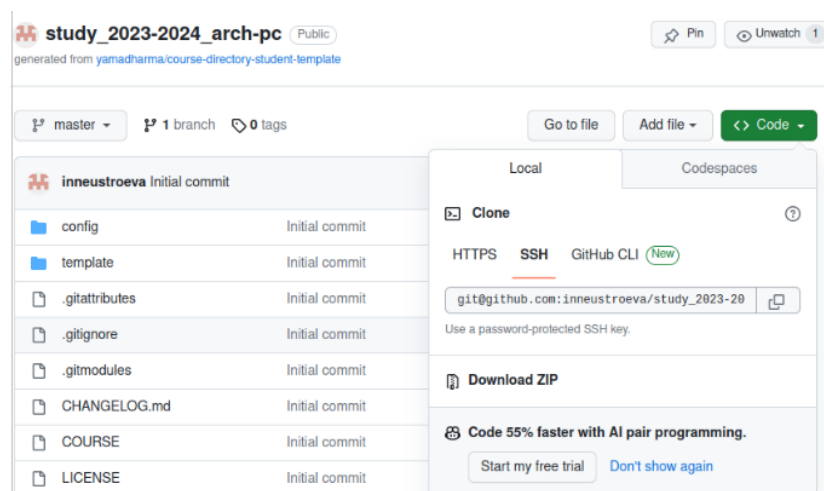 study_2023-2024_arch-pc Public Pin Unwatch 1
generated from yamadharma/course-directory-student-template
master 1 branch 0 tags Go to file Add file <> Code
inneustroeva Initial commit
config Initial commit
template Initial commit
.gitattributes Initial commit
.gitignore Initial commit
.gitmodules Initial commit
CHANGELOG.md Initial commit
COURSE Initial commit
LICENSE Initial commit
Local Codespaces
Clone
HTTPS SSH GitHub CLI New
git@github.com:inneustroeva/study_2023-20
Use a password-protected SSH key.
Download ZIP
Code 55% faster with AI pair programming.
Start my free trial Don't show again